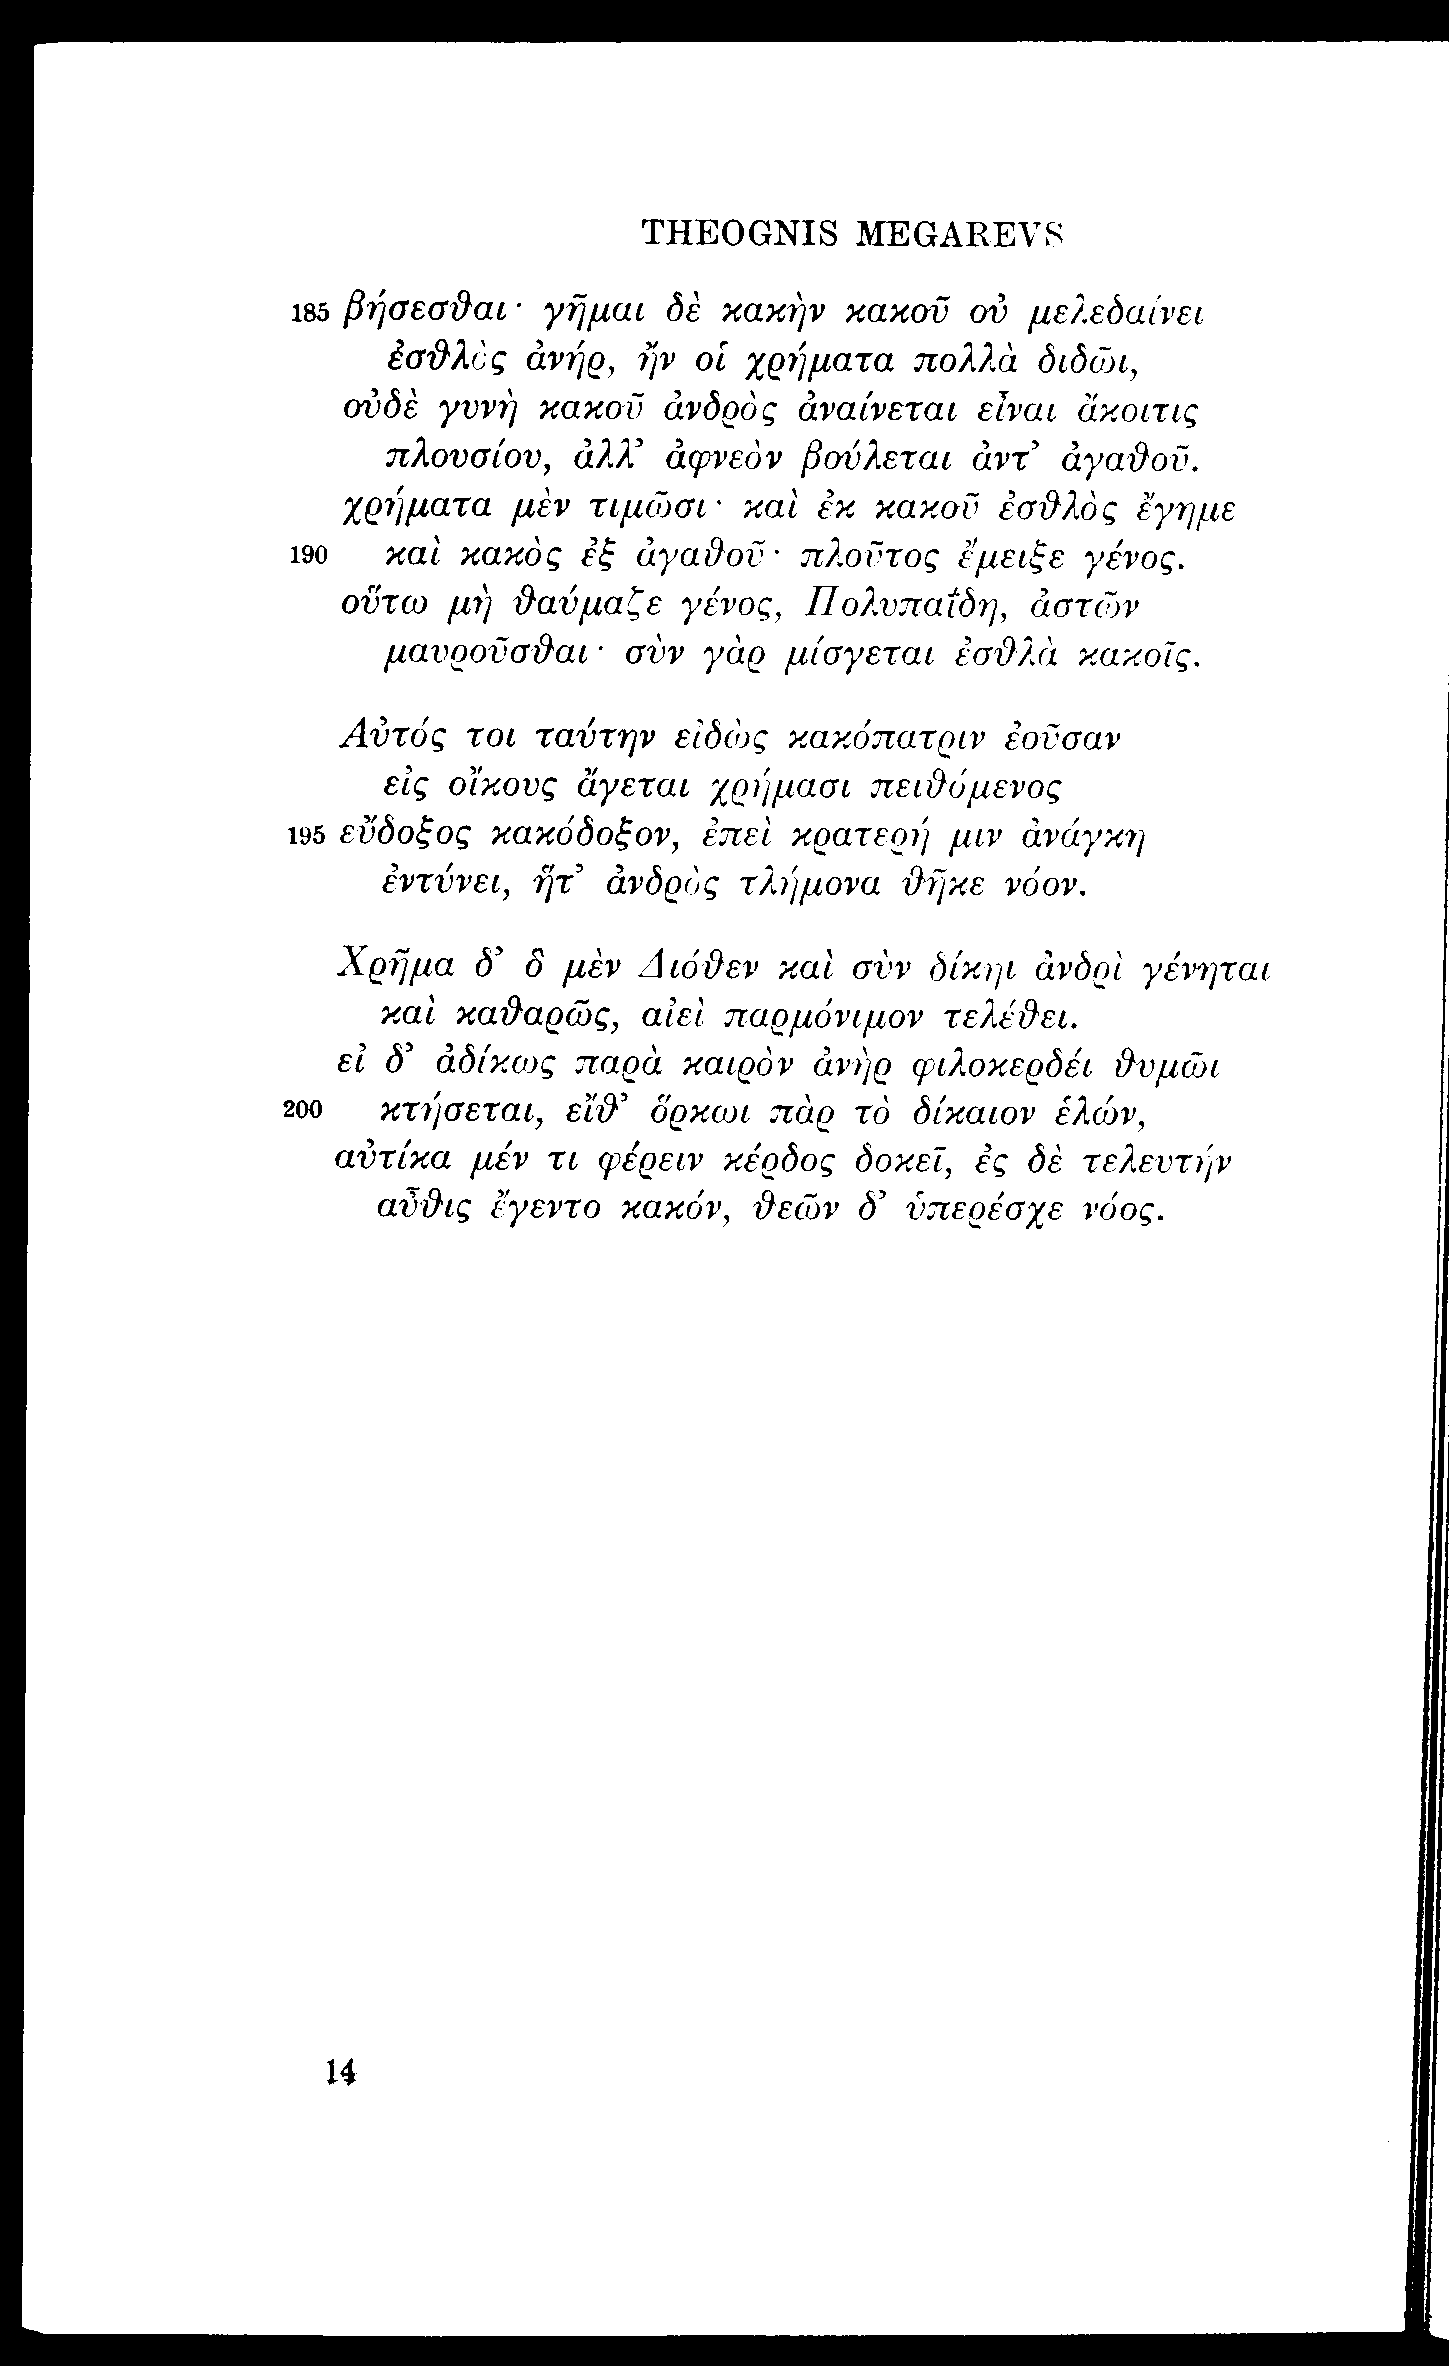 THEOGNIS MEGAREVS
185 βήσεσθαι· γῆμαι δὲ κακὴν κακοῦ οὐ μελεδαίνει
ἐσθλὸς ἀνήρ, ἤν οἱ χρήματα πολλὰ διδῶι,
οὐδὲ γυνὴ κακοῦ ἀνδρὸς ἀναίνεται εἶναι ἄκοιτις
πλουσίου, ἀλλ’ ἀφνεὸν βούλεται ἀντ’ ἀγαθοῦ.
χρήματα μὲν τιμῶσι· καὶ ἐκ κακοῦ ἐσθλὸς ἔγημε
190 καὶ κακὸς ἐξ ἀγαθοῦ· πλοῦτος ἔμειξε γένος.
οὕτω μὴ θαύμαζε γένος, Πολυπαΐδη, ἀστῶν
μαυροῦσθαι· σὺν γὰρ μίσγεται ἐσθλὰ κακοῖς.
Αὐτός τοι ταύτην εἰδὼς κακόπατριν ἐοῦσαν
εἰς οἴκους ἄγεται χρήμασι πειθόμενος
195 εὔδοξος κακόδοξον, ἐπεὶ κρατερή μιν ἀνάγκη
ἐντύνει, ἥτ’ ἀνδρὸς τλήμονα θῆκε νόον.
Χρῆμα δ’ ὃ μὲν Διόθεν καὶ σὺν δίκηι ἀνδρὶ γένηται
καὶ καθαρῶς, αἰεὶ παρμόνιμον τελέθει.
εἰ δ’ ἀδίκως παρὰ καιρὸν ἀνὴρ φιλοκερδέι θυμῶι
200 κτήσεται, εἴθ’ ὅρκωι πὰρ τὸ δίκαιον ἑλών,
αὐτίκα μέν τι φέρειν κέρδος δοκεῖ, ἐς δὲ τελευτήν
αὖθις ἔγεντο κακόν, θεῶν δ’ ὑπερέσχε νόος.
14